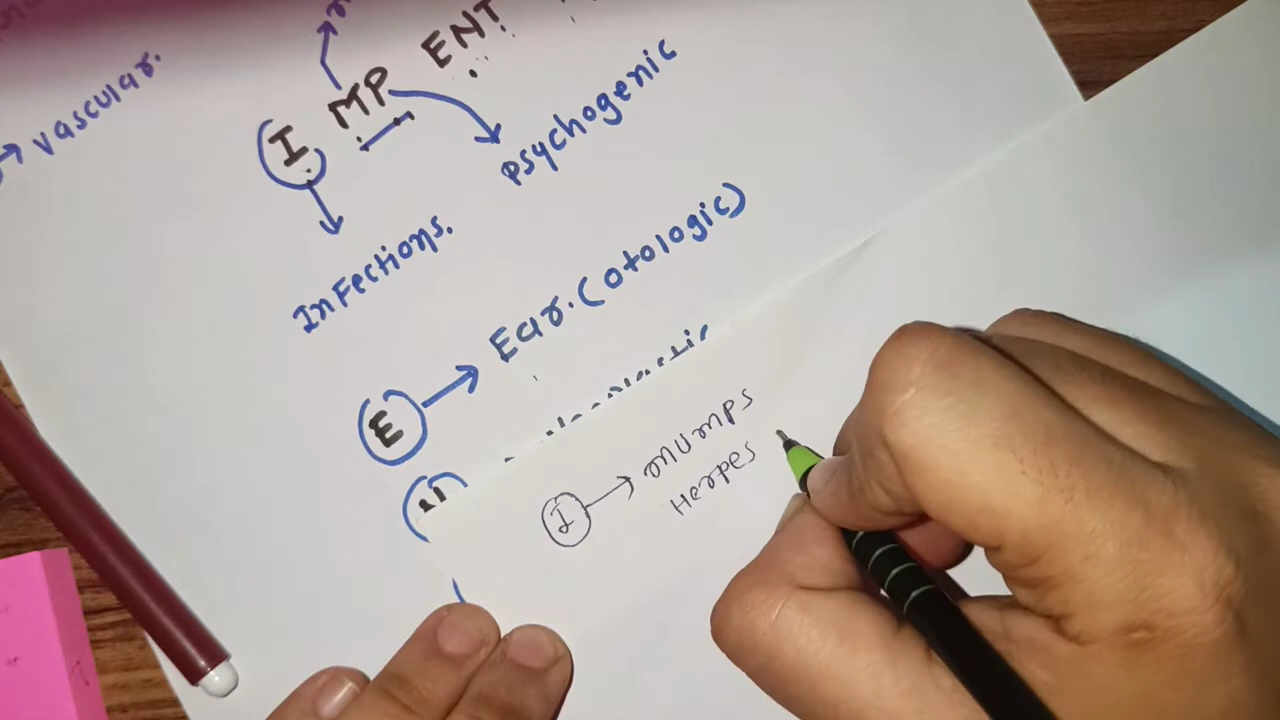 vascular.
I MP ENT
Psychogenic
Infections.
E → Ear. (otologic)
N
I → mumps
Herpes